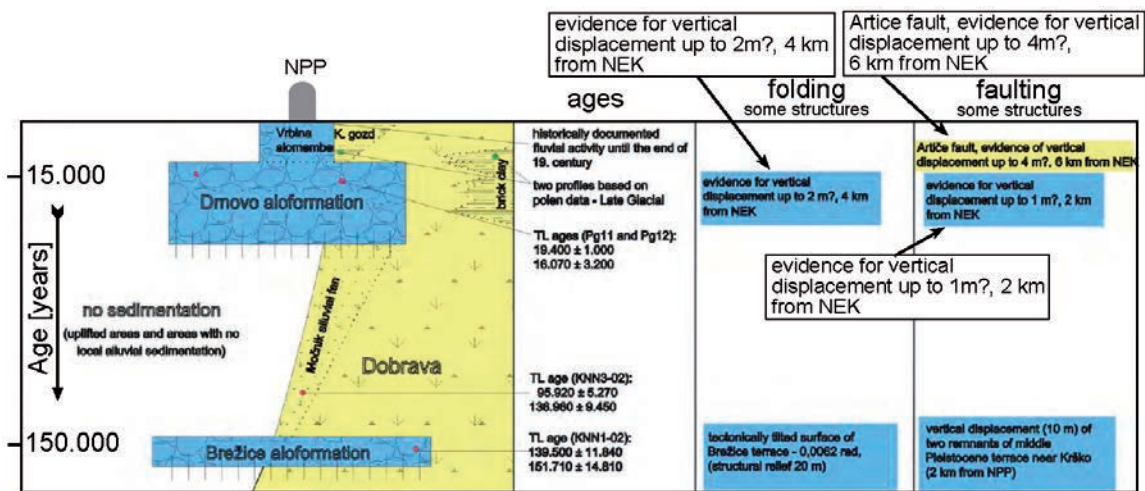 evidence for vertical
displacement up to 2m?, 4 km
from NEK
Artice fault, evidence for vertical
displacement up to 4m?,
6 km from NEK
NPP
ages
folding
some structures
faulting
some structures
Age [years]
15.000
150.000
Vrbina
alomember
K. gozd
brick clay
Drnovo aloformation
no sedimentation
(uplifted areas and areas with no
local alluvial sedimentation)
Močnik alluvial fan
Dobrava
Brežice aloformation
historically documented
fluvial activity until the end of
19. century
two profiles based on
polen data - Late Glacial
TL ages (Pg11 and Pg12):
19.400 ± 1.000
16.070 ± 3.200
TL age (KNN3-02):
95.920 ± 5.270
136.960 ± 9.450
TL age (KNN1-02):
139.500 ± 11.840
151.710 ± 14.810
evidence for vertical
displacement up to 2 m?, 4 km
from NEK
tectonically tilted surface of
Brežice terrace - 0,0062 rad,
(structural relief 20 m)
Artiče fault, evidence of vertical
displacement up to 4 m?, 6 km from NEK
evidence for vertical
displacement up to 1 m?, 2 km
from NEK
evidence for vertical
displacement up to 1m?, 2 km
from NEK
vertical displacement (10 m) of
two remnants of middle
Pleistocene terrace near Krško
(2 km from NPP)